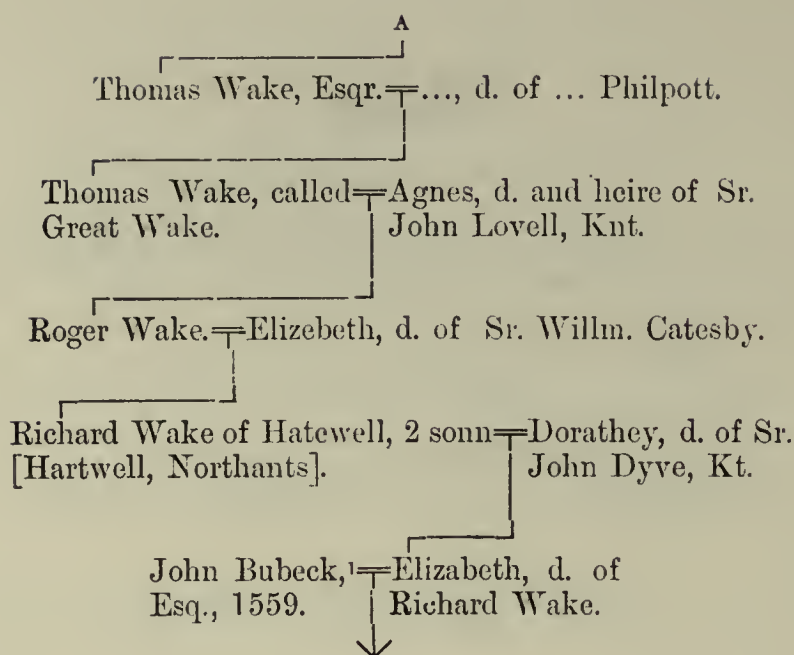 A
Thomas Wake, Esqr. = ..., d. of ... Philpott.
Thomas Wake, called = Agnes, d. and heire of Sr.
Great Wake. John Lovell, Knt.
Roger Wake. = Elizebeth, d. of Sr. Willm. Catesby.
Richard Wake of Hatewell, 2 sonn = Dorathey, d. of Sr.
[Hartwell, Northants]. John Dyve, Kt.
John Bubeck,¹ = Elizabeth, d. of
Esq., 1559. Richard Wake.